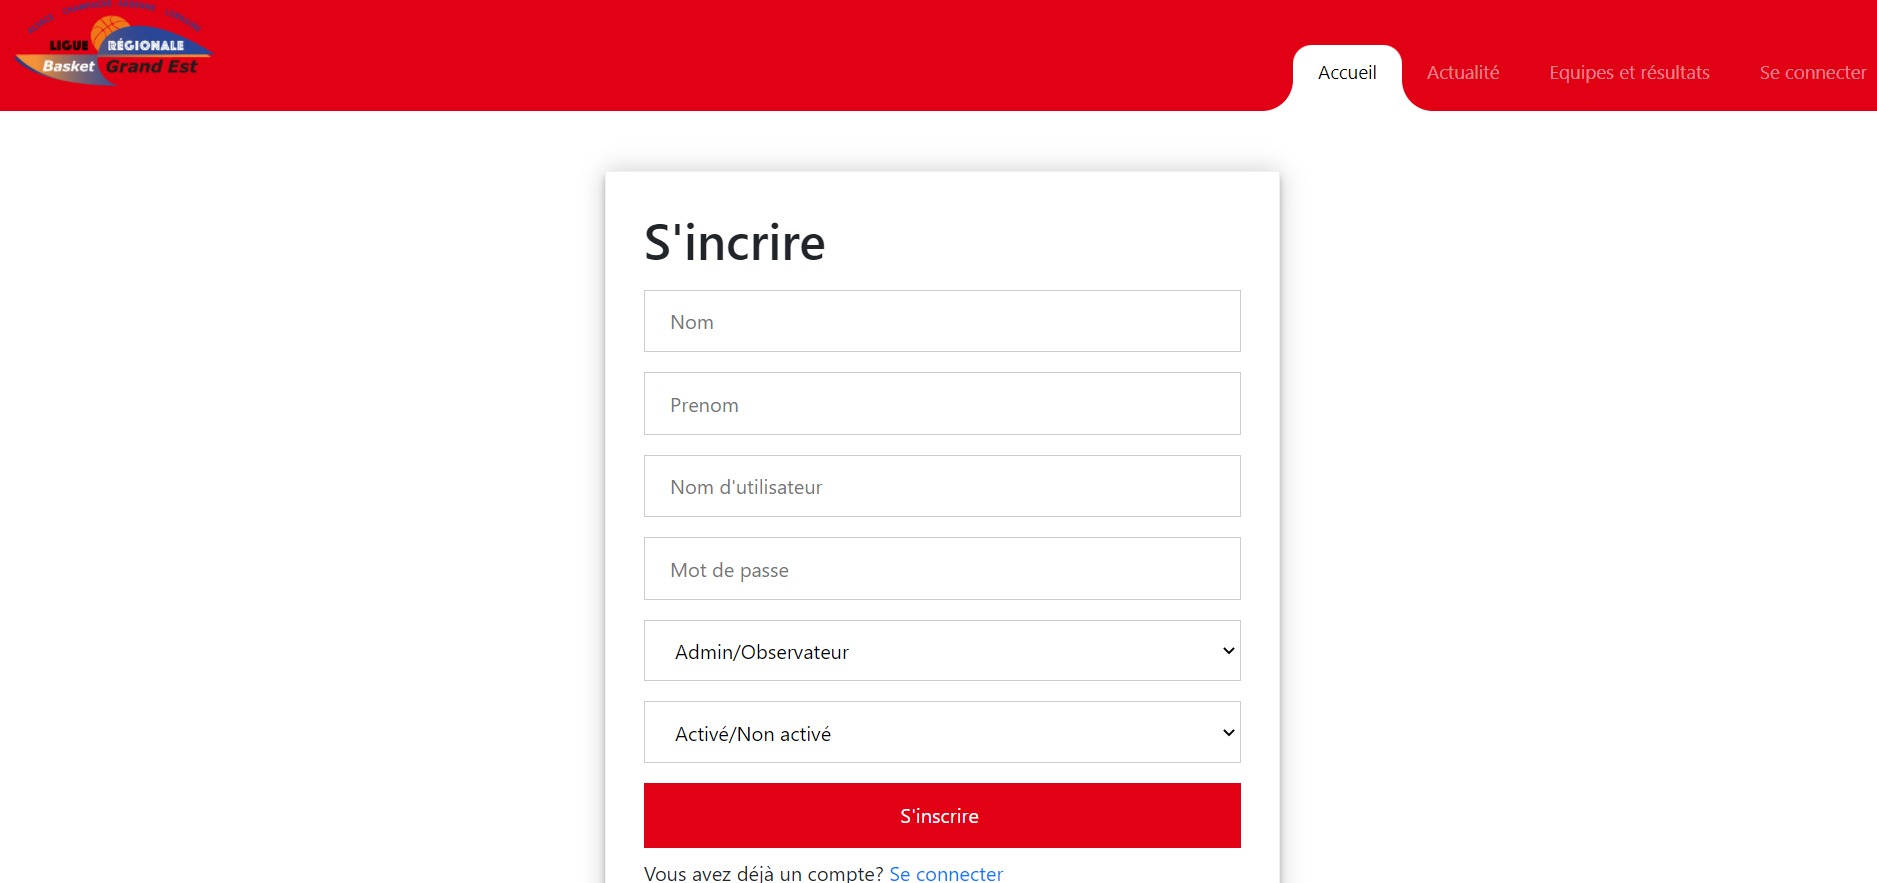 LIGUE RÉGIONALE
Basket Grand Est
Accueil
Actualité
Equipes et résultats
Se connecter
S'incrire
Nom
Prenom
Nom d'utilisateur
Mot de passe
Admin/Observateur
Activé/Non activé
S'inscrire
Vous avez déjà un compte? Se connecter